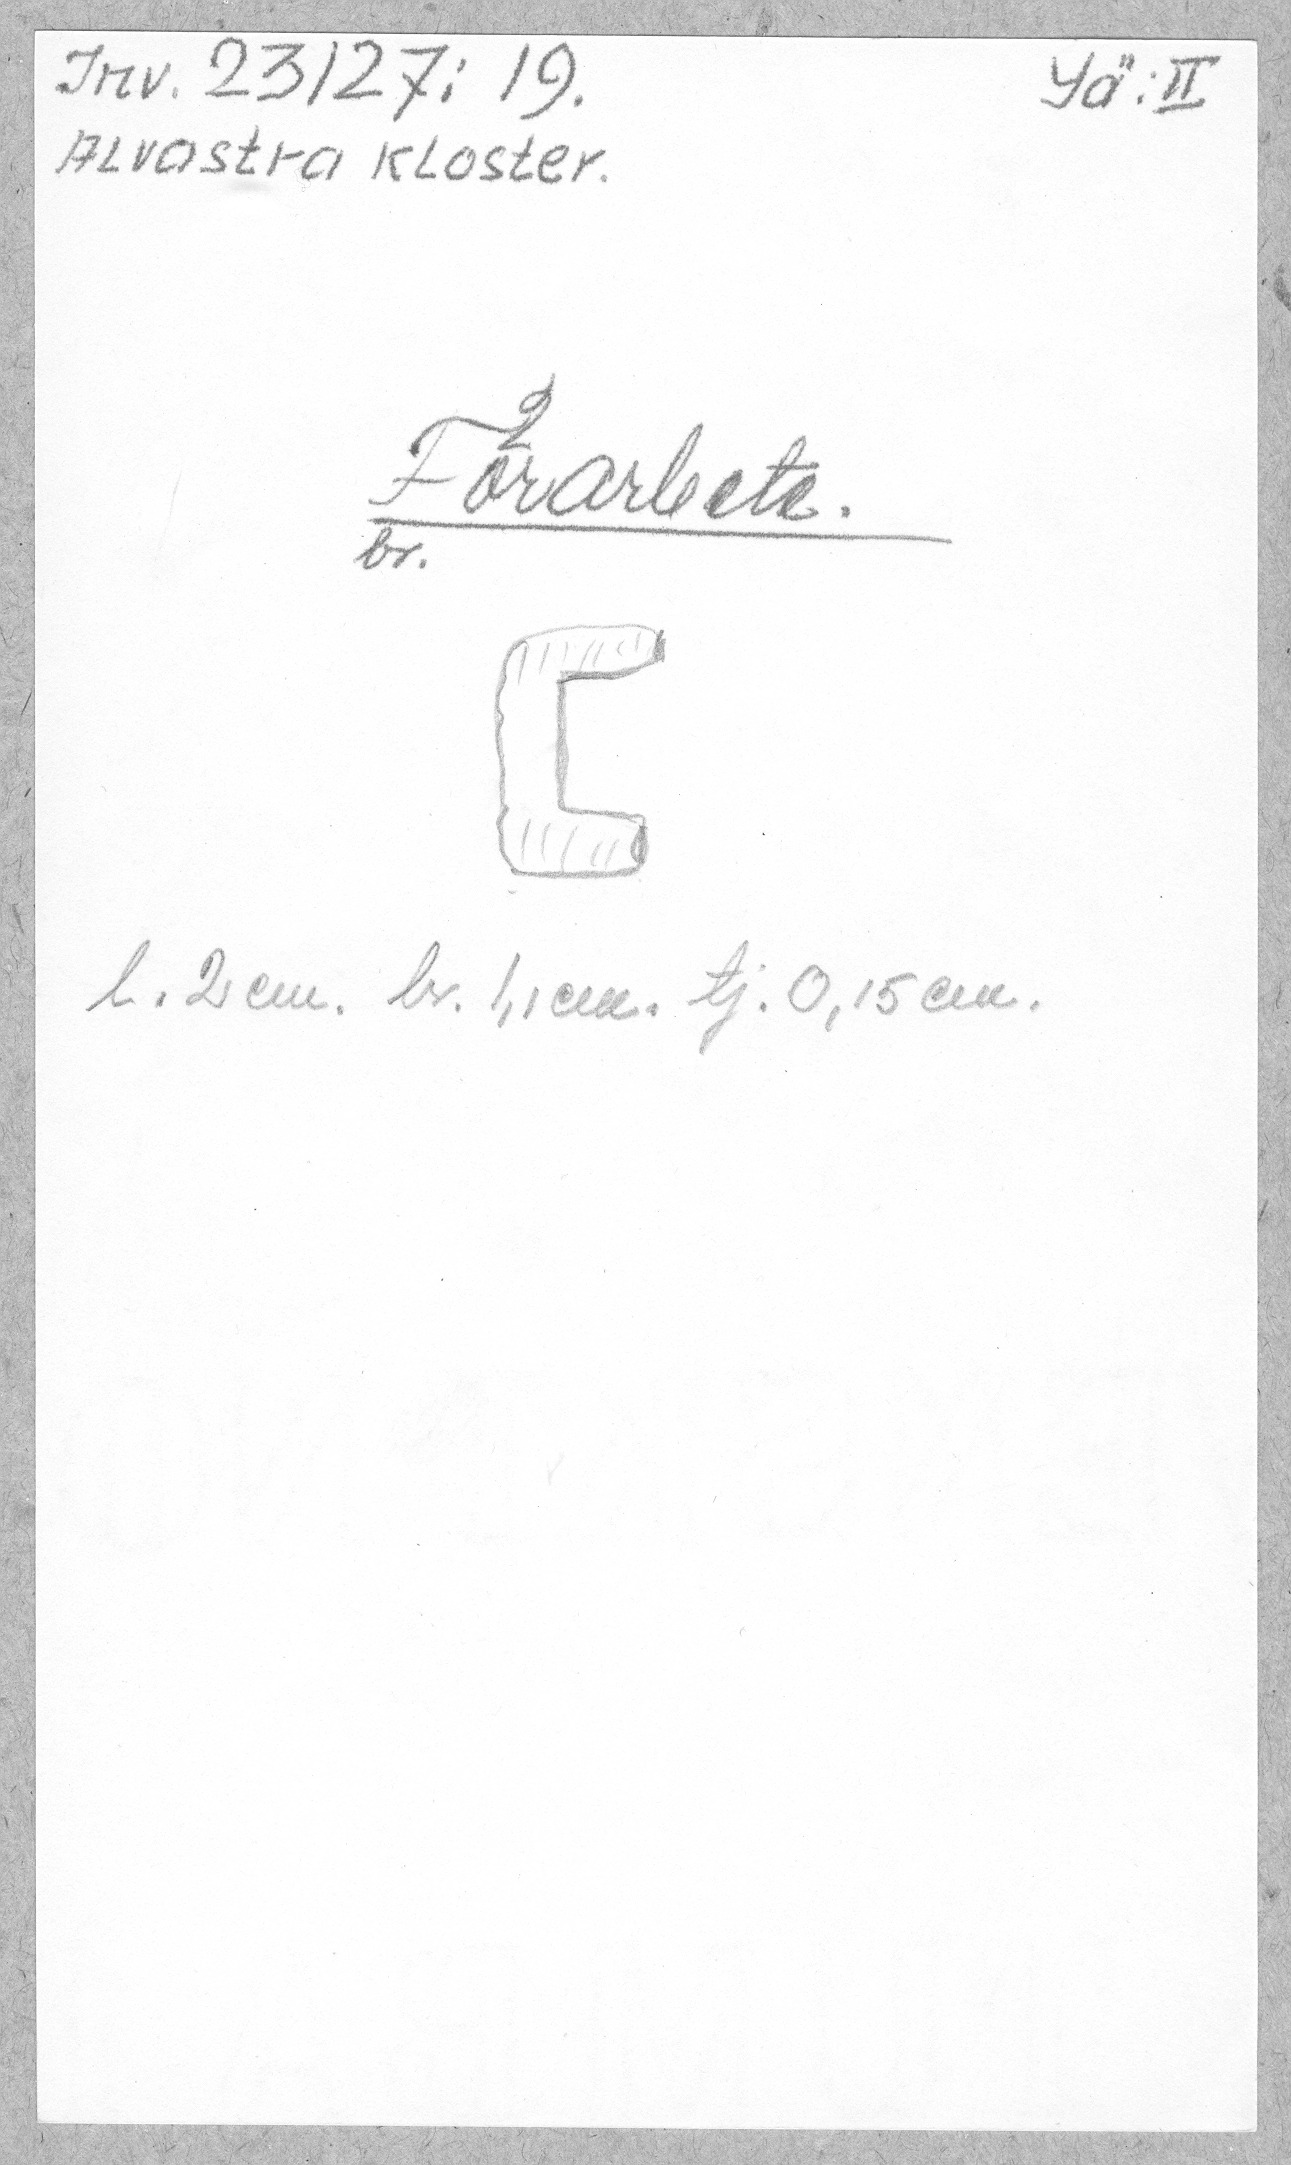 Inv. 23127: 19.
Yä: II
Alvastra kloster.
Förarbete.
br.
l. 2 cm. br. 1,1 cm. tj. 0,15 cm.